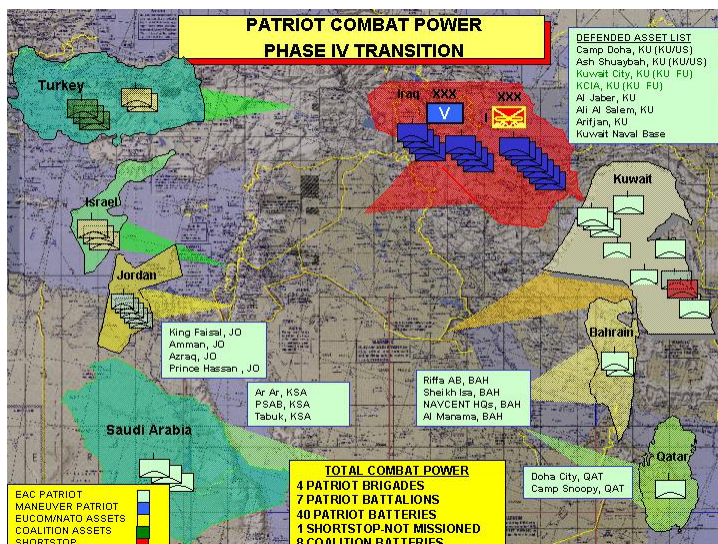 PATRIOT COMBAT POWER
PHASE IV TRANSITION
DEFENDED ASSET LIST
Camp Doha, KU (KU/US)
Ash Shuaybah, KU (KU/US)
Kuwait City, KU (KU FU)
KCIA, KU (KU FU)
Al Jaber, KU
Ali Al Salem, KU
Arifjan, KU
Kuwait Naval Base
Turkey
Iraq
XXX
XXX
V
I
Kuwait
Israel
Jordan
King Faisal, JO
Amman, JO
Azraq, JO
Prince Hassan , JO
Bahrain
Ar Ar, KSA
PSAB, KSA
Tabuk, KSA
Riffa AB, BAH
Sheikh Isa, BAH
NAVCENT HQs, BAH
Al Manama, BAH
Saudi Arabia
Qatar
Doha City, QAT
Camp Snoopy, QAT
TOTAL COMBAT POWER
4 PATRIOT BRIGADES
7 PATRIOT BATTALIONS
40 PATRIOT BATTERIES
1 SHORTSTOP-NOT MISSIONED
8 COALITION BATTERIES
EAC PATRIOT
MANEUVER PATRIOT
EUCOM/NATO ASSETS
COALITION ASSETS
SHORTSTOP